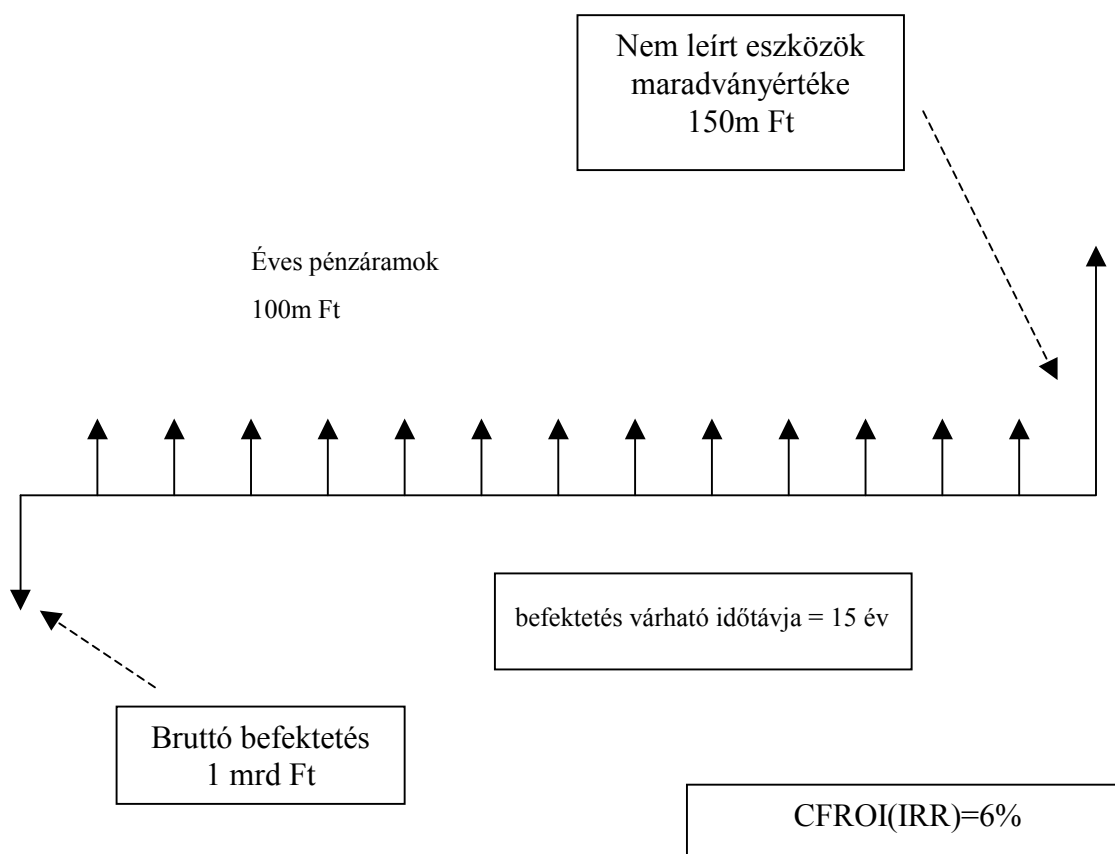 Nem leírt eszközök
maradványértéke
150m Ft
Éves pénzáramok
100m Ft
befektetés várható időtávja = 15 év
Bruttó befektetés
1 mrd Ft
CFROI(IRR)=6%